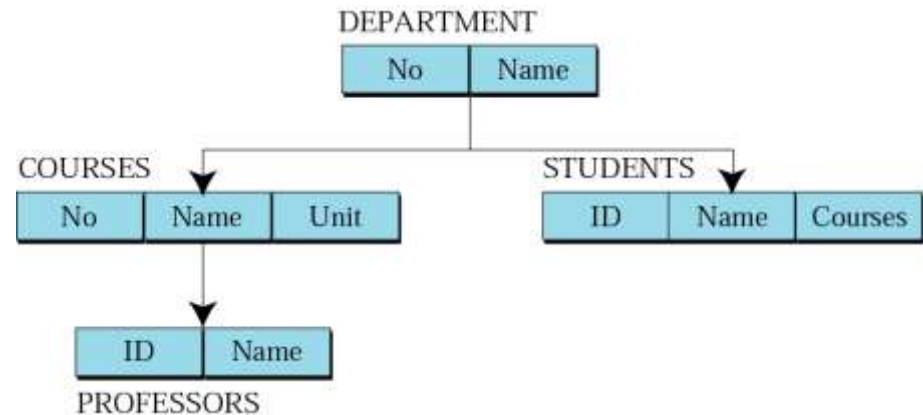 DEPARTMENT
No Name
COURSES
No Name Unit
STUDENTS
ID Name Courses
ID Name
PROFESSORS